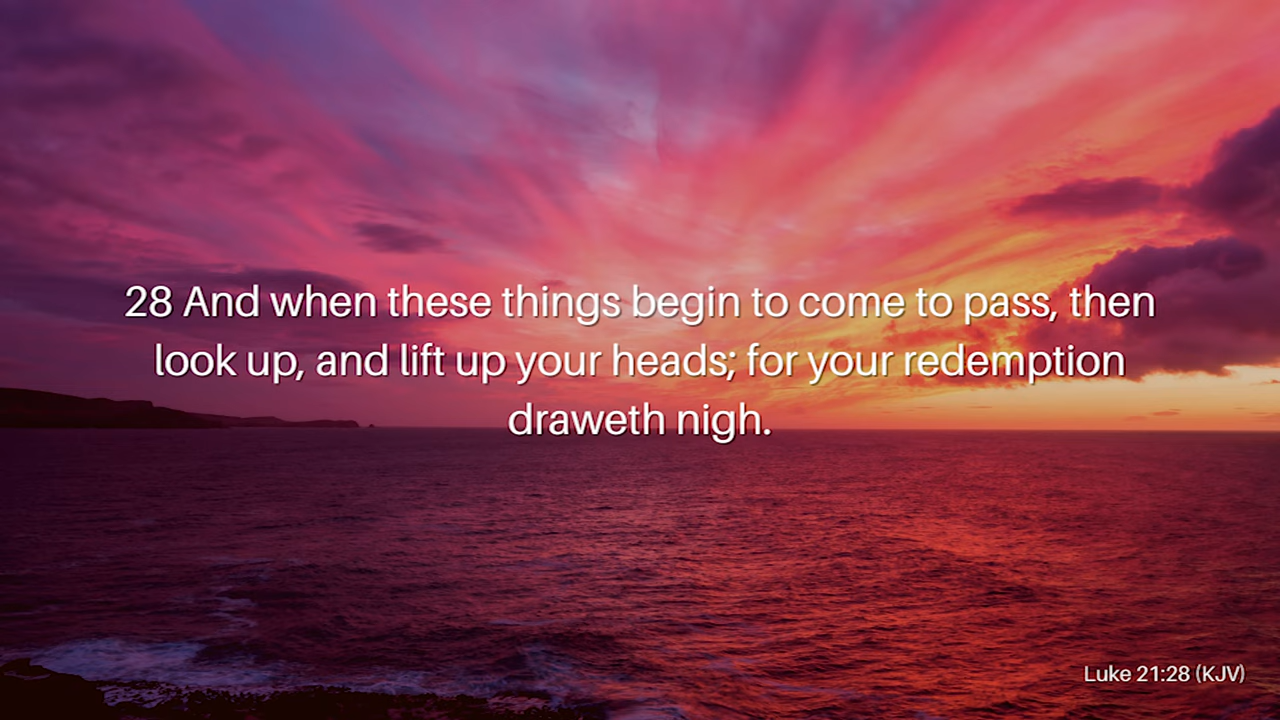 28 And when these things begin to come to pass, then
look up, and lift up your heads; for your redemption
draweth nigh.
Luke 21:28 (KJV)